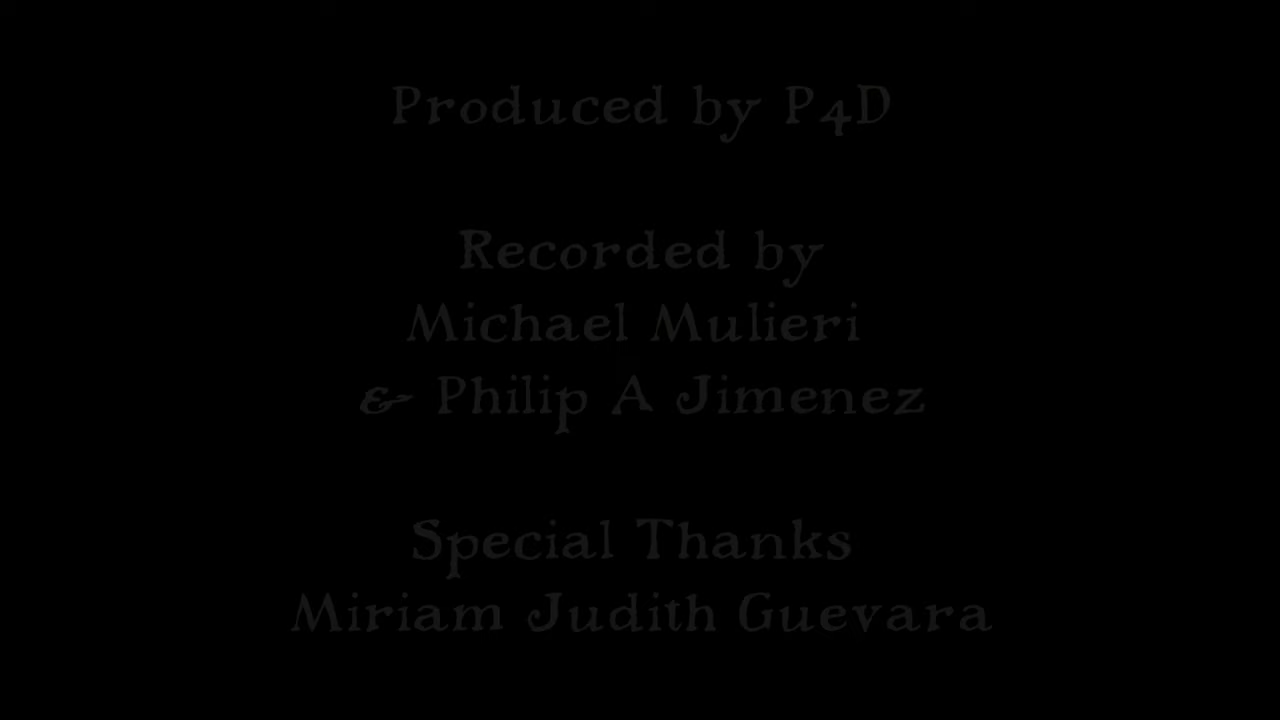 Produced by P4D
Recorded by
Michael Mulieri
& Philip A Jimenez
Special Thanks
Miriam Judith Guevara